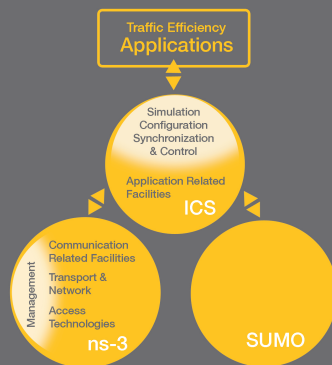 Traffic Efficiency
Applications
Simulation
Configuration
Synchronization
& Control
Application Related
Facilities
ICS
Management
Communication
Related Facilities
Transport &
Network
Access
Technologies
ns-3
SUMO